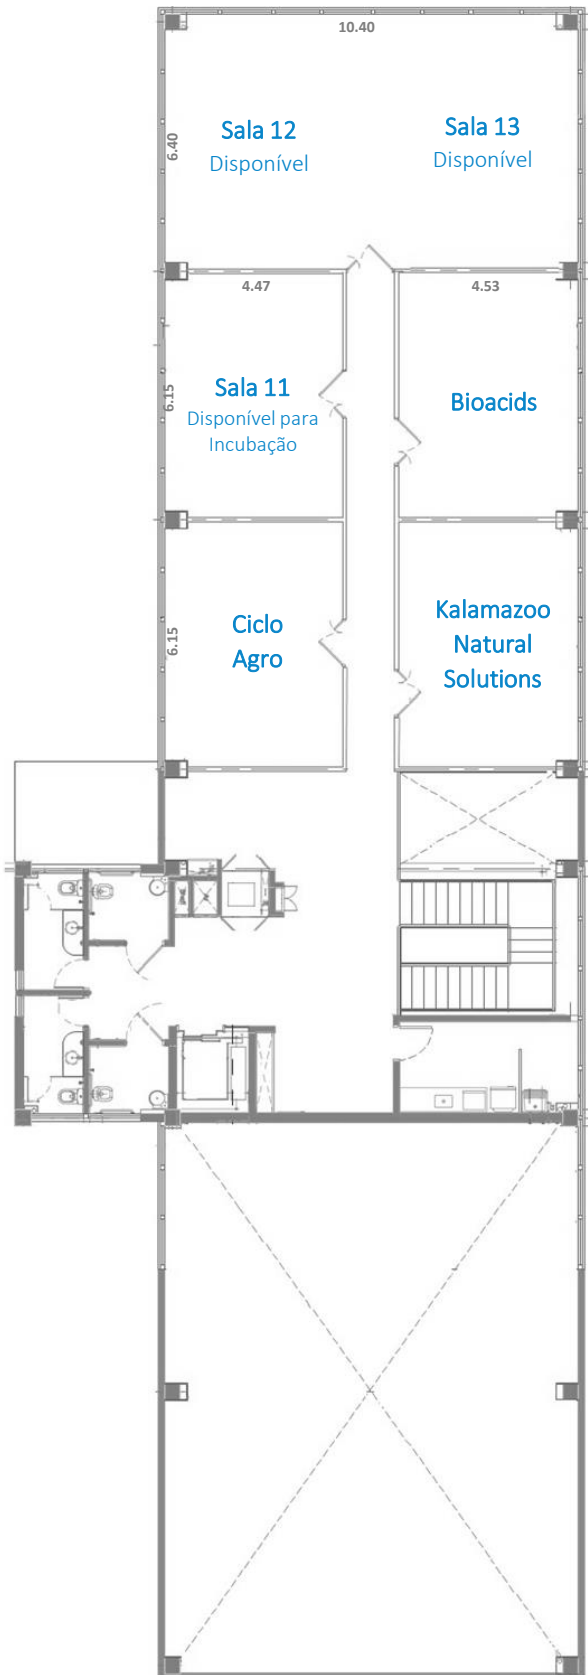 10.40
Sala 12
Disponível
Sala 13
Disponível
6.40
4.47
4.53
Sala 11
Disponível para
Incubação
6.15
Bioacids
Ciclo
Agro
6.15
Kalamazoo
Natural
Solutions